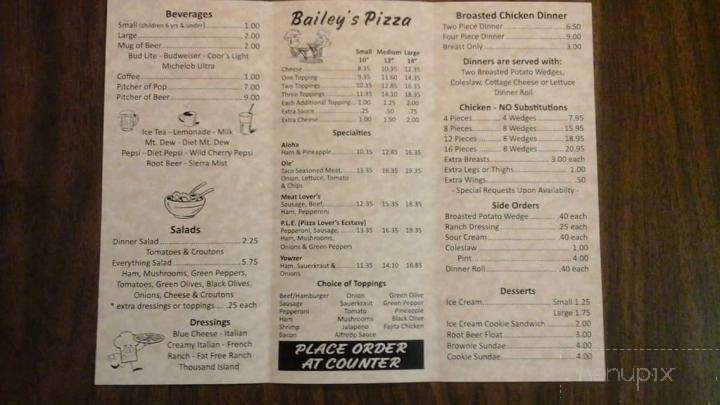 Beverages
Small (children 6 yrs & under) 1.00
Large 2.00
Mug of Beer 2.00
Bud Lite - Budweiser - Coor's Light
Michelob Ultra
Coffee 1.00
Pitcher of Pop 7.00
Pitcher of Beer 9.00
Ice Tea - Lemonade - Milk
Mt. Dew - Diet Mt. Dew
Pepsi - Diet Pepsi - Wild Cherry Pepsi
Root Beer - Sierra Mist
Salads
Dinner Salad 2.25
Tomatoes & Croutons
Everything Salad 5.75
Ham, Mushrooms, Green Peppers,
Tomatoes, Green Olives, Black Olives,
Onions, Cheese & Croutons
* extra dressings or toppings.... .25 each
Dressings
Blue Cheese - Italian
Creamy Italian - French
Ranch - Fat Free Ranch
Thousand Island
Bailey's Pizza
Small Medium Large
10" 12" 14"
Cheese 8.35 10.35 12.35
One Topping 9.35 11.60 14.35
Two Toppings 10.35 12.85 16.35
Three Toppings 11.35 14.10 18.35
Each Additional Topping 1.00 1.25 2.00
Extra Sauce .25 .50 .75
Extra Cheese 1.00 1.50 2.00
Specialties
Aloha
Ham & Pineapple 10.35 12.85 16.35
Ole'
Taco Seasoned Meat, 13.35 16.35 19.35
Onion, Lettuce, Tomato
& Chips
Meat Lover's
Sausage, Beef, 12.35 15.35 18.35
Ham, Pepperoni
P.L.E. (Pizza Lover's Ecstasy)
Pepperoni, Sausage, 13.35 16.35 19.35
Ham, Mushrooms,
Onions & Green Peppers
Yowzer
Ham, Sauerkraut & 11.35 14.10 16.85
Onions
Choice of Toppings
Beef/Hamburger Onion Green Olive
Sausage Sauerkraut Green Pepper
Pepperoni Tomato Pineapple
Ham Mushrooms Black Olive
Shrimp Jalapeno Fajita Chicken
Bacon Alfredo Sauce
PLACE ORDER
AT COUNTER
Broasted Chicken Dinner
Two Piece Dinner 6.50
Four Piece Dinner 9.00
Breast Only 3.00
Dinners are served with:
Two Broasted Potato Wedges,
Coleslaw, Cottage Cheese or Lettuce
Dinner Roll
Chicken - NO Substitutions
4 Pieces 4 Wedges 7.95
8 Pieces 8 Wedges 15.95
12 Pieces 8 Wedges 18.95
16 Pieces 8 Wedges 20.95
Extra Breasts 3.00 each
Extra Legs or Thighs 1.00
Extra Wings .50
- Special Requests Upon Availability -
Side Orders
Broasted Potato Wedge .40 each
Ranch Dressing .25 each
Sour Cream .40 each
Coleslaw 1.00
Pint 4.00
Dinner Roll .40 each
Desserts
Ice Cream Small 1.25
Large 1.75
Ice Cream Cookie Sandwich 2.00
Root Beer Float 3.00
Brownie Sundae 4.00
Cookie Sundae 4.00
menupix